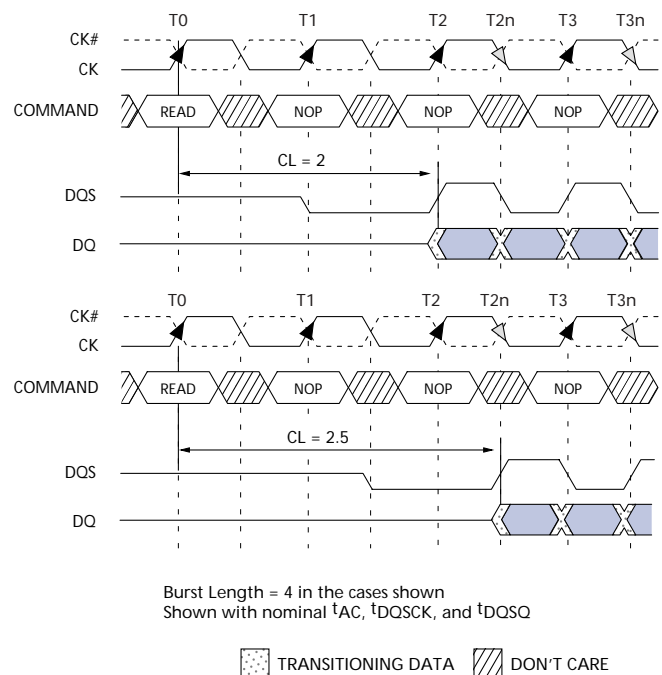 T0 T1 T2 T2n T3 T3n
CK#
CK
COMMAND READ NOP NOP NOP
CL = 2
DQS
DQ
T0 T1 T2 T2n T3 T3n
CK#
CK
COMMAND READ NOP NOP NOP
CL = 2.5
DQS
DQ
Burst Length = 4 in the cases shown
Shown with nominal tAC, tDQSCK, and tDQSQ
TRANSITIONING DATA DON'T CARE